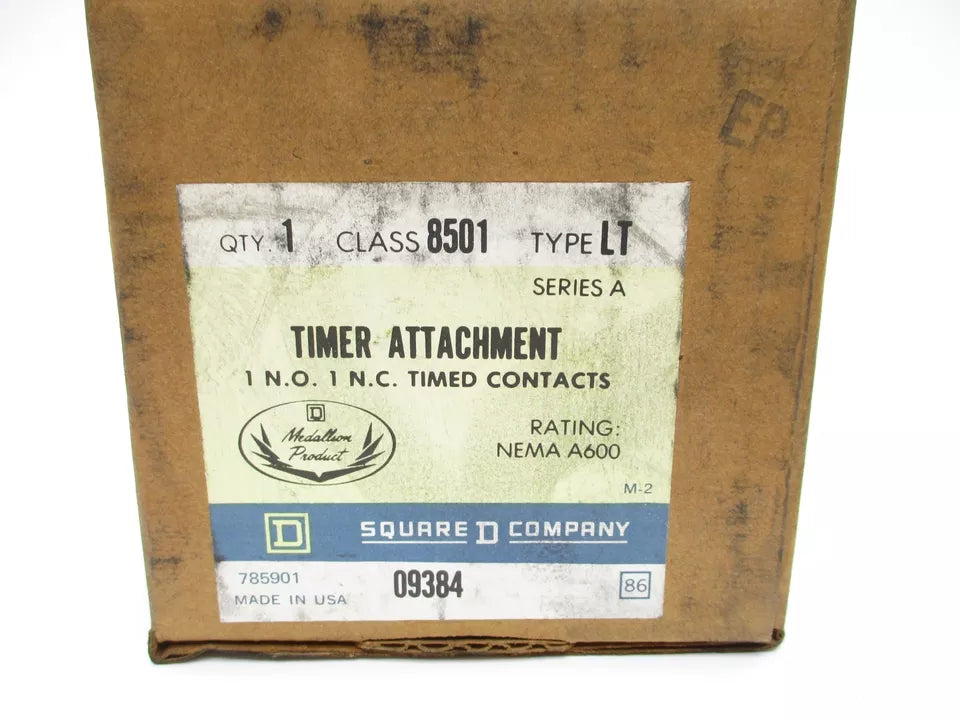 EP
QTY. 1 CLASS 8501 TYPE LT
SERIES A
TIMER ATTACHMENT
1 N.O. 1 N.C. TIMED CONTACTS
D
Medallion
Product
RATING:
NEMA A600
M-2
D SQUARE D COMPANY
785901
MADE IN USA
09384
86